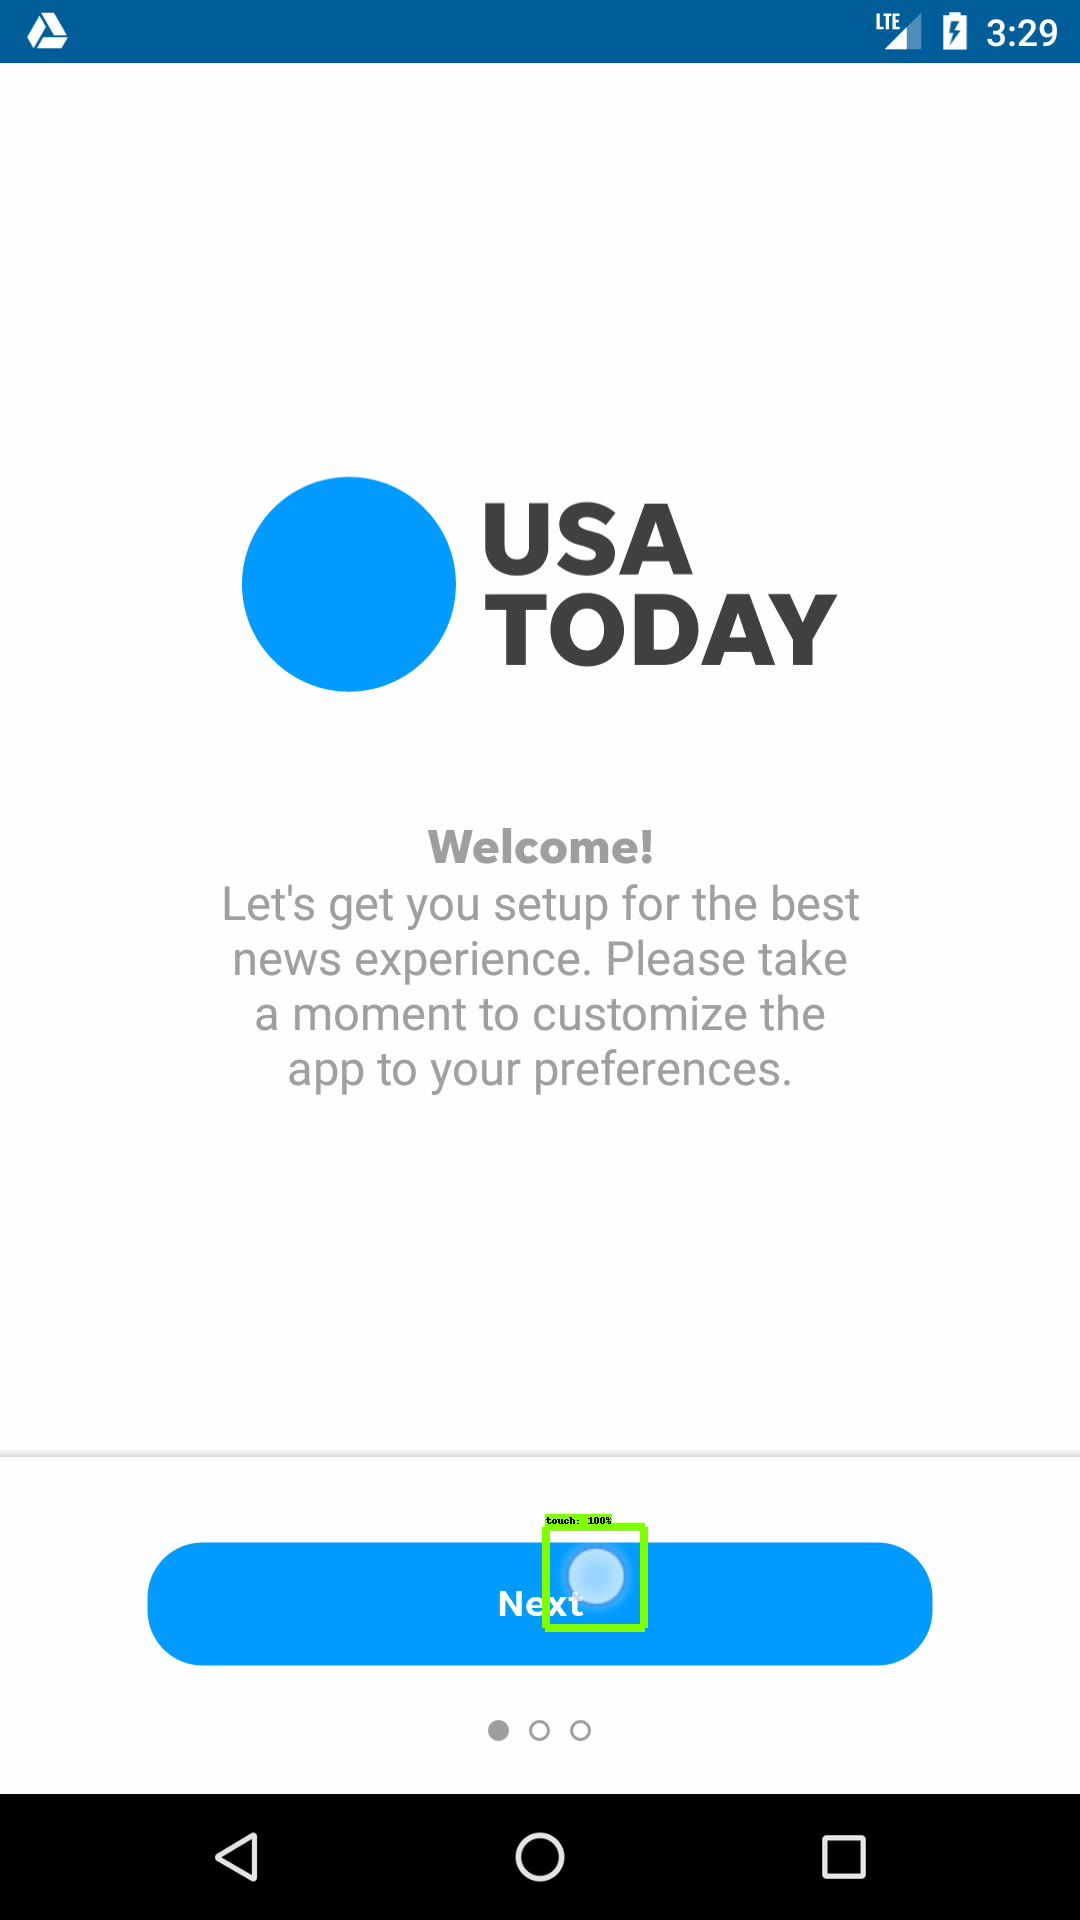 LTE 3:29
USA
TODAY
Welcome!
Let's get you setup for the best
news experience. Please take
a moment to customize the
app to your preferences.
touch: 100%
Next